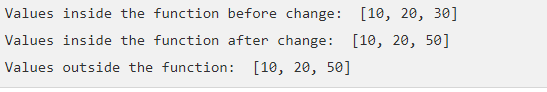 Values inside the function before change:  [10, 20, 30]
Values inside the function after change:  [10, 20, 50]
Values outside the function:  [10, 20, 50]